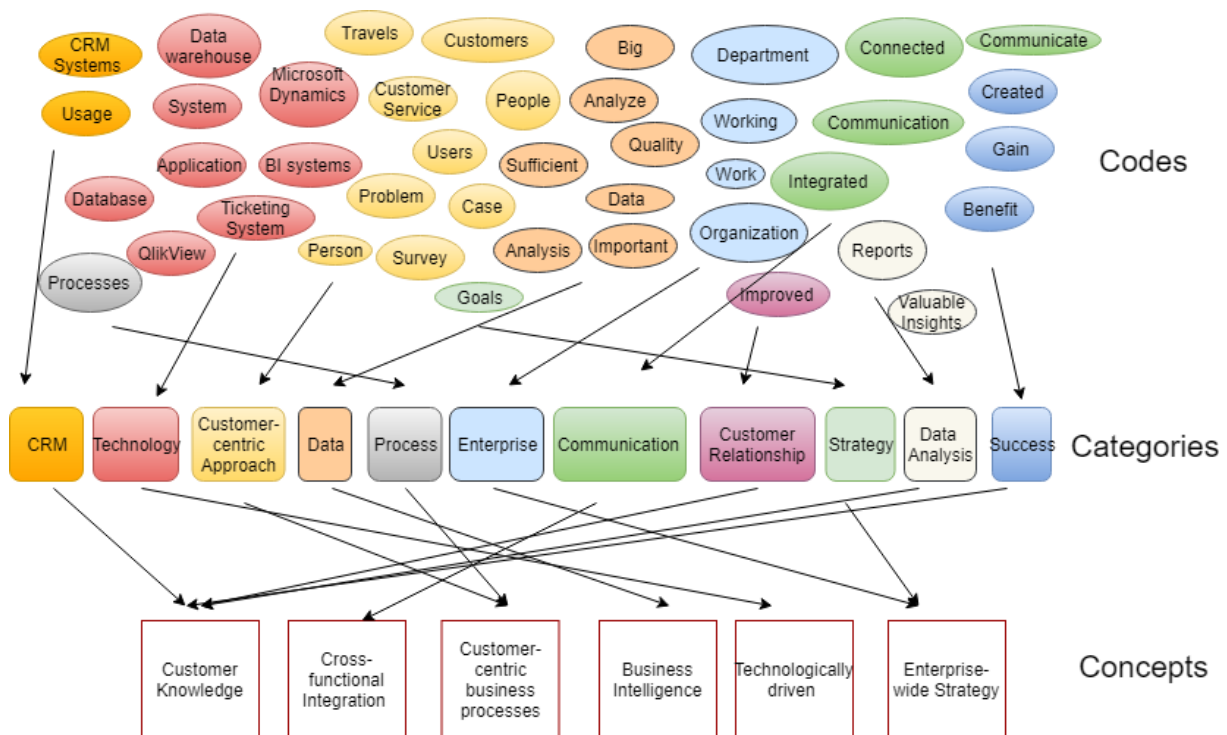 CRM
Systems
Data
warehouse
Travels
Customers
Big
Department
Connected
Communicate
Usage
System
Microsoft
Dynamics
Customer
Service
People
Analyze
Working
Communication
Created
Application
BI systems
Users
Sufficient
Quality
Work
Integrated
Gain
Codes
Database
Ticketing
System
Problem
Case
Data
Organization
Benefit
QlikView
Person
Survey
Analysis
Important
Reports
Processes
Goals
Improved
Valuable
Insights
CRM
Technology
Customer-
centric
Approach
Data
Process
Enterprise
Communication
Customer
Relationship
Strategy
Data
Analysis
Success
Categories
Customer
Knowledge
Cross-
functional
Integration
Customer-
centric
business
processes
Business
Intelligence
Technologically
driven
Enterprise-
wide Strategy
Concepts